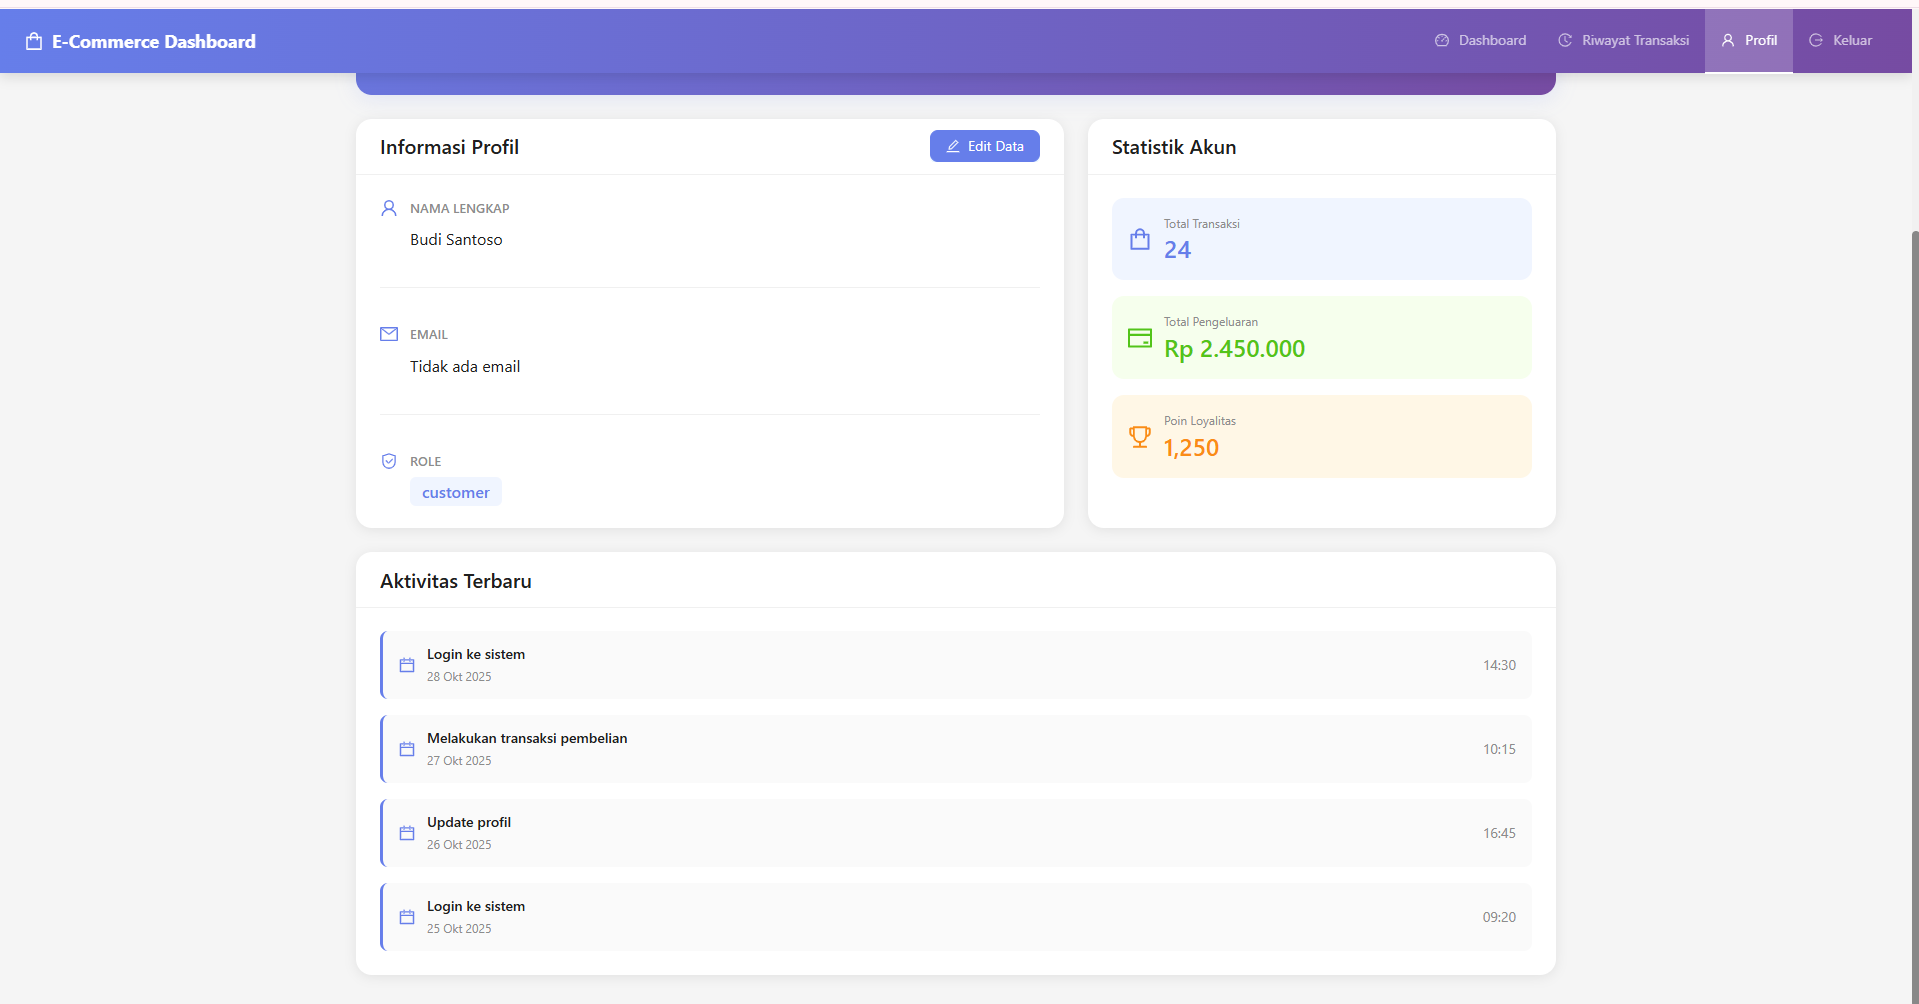 E-Commerce Dashboard
Dashboard
Riwayat Transaksi
Profil
Keluar
Informasi Profil
Edit Data
NAMA LENGKAP
Budi Santoso
EMAIL
Tidak ada email
ROLE
customer
Statistik Akun
Total Transaksi
24
Total Pengeluaran
Rp 2.450.000
Poin Loyalitas
1,250
Aktivitas Terbaru
Login ke sistem
28 Okt 2025
14:30
Melakukan transaksi pembelian
27 Okt 2025
10:15
Update profil
26 Okt 2025
16:45
Login ke sistem
25 Okt 2025
09:20